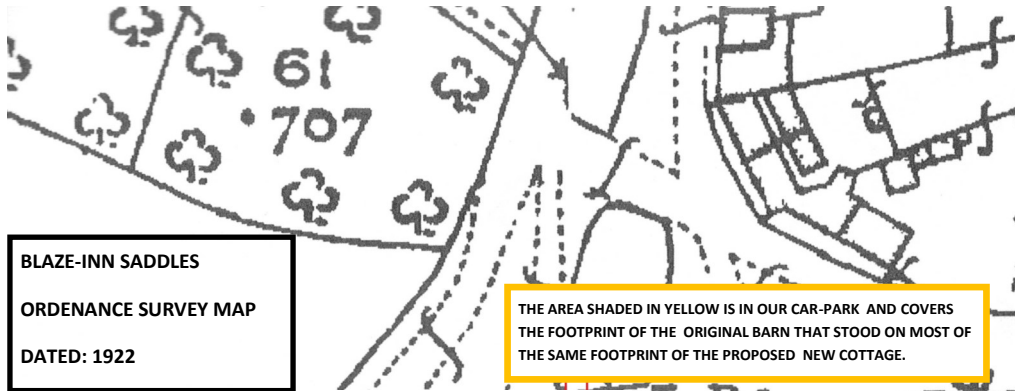 61
707
BLAZE-INN SADDLES
ORDENANCE SURVEY MAP
DATED: 1922
THE AREA SHADED IN YELLOW IS IN OUR CAR-PARK AND COVERS
THE FOOTPRINT OF THE ORIGINAL BARN THAT STOOD ON MOST OF
THE SAME FOOTPRINT OF THE PROPOSED NEW COTTAGE.